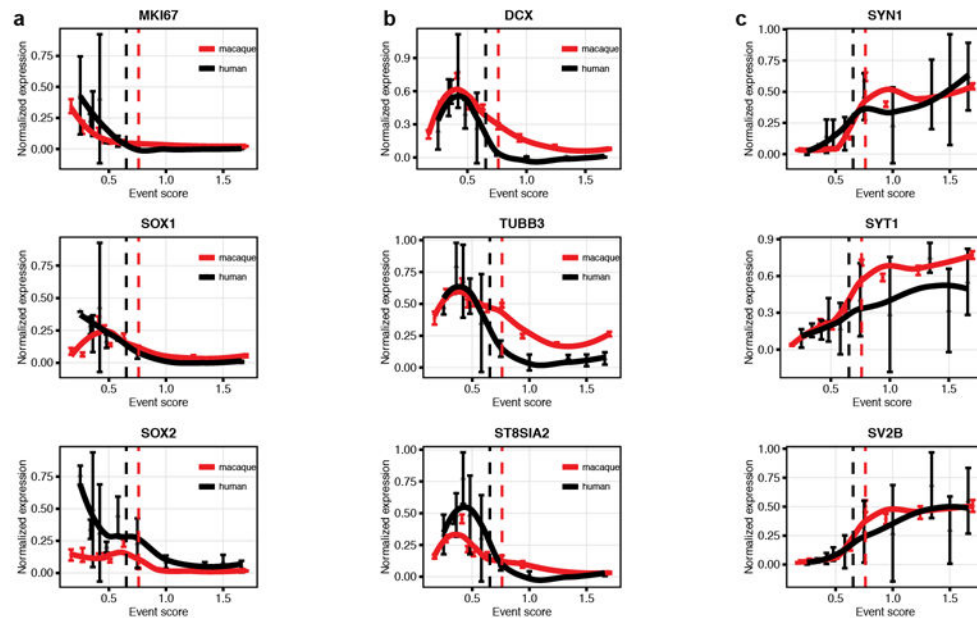 a
MKI67
Normalized expression
0.75
0.50
0.25
0.00
macaque
human
0.5 1.0 1.5
Event score
SOX1
Normalized expression
0.75
0.50
0.25
0.00
macaque
human
0.5 1.0 1.5
Event score
SOX2
Normalized expression
0.75
0.50
0.25
0.00
macaque
human
0.5 1.0 1.5
Event score
b
DCX
Normalized expression
0.9
0.6
0.3
0.0
macaque
human
0.5 1.0 1.5
Event score
TUBB3
Normalized expression
1.00
0.75
0.50
0.25
0.00
macaque
human
0.5 1.0 1.5
Event score
ST8SIA2
Normalized expression
1.00
0.75
0.50
0.25
0.00
macaque
human
0.5 1.0 1.5
Event score
c
SYN1
Normalized expression
1.00
0.75
0.50
0.25
0.00
0.5 1.0 1.5
Event score
SYT1
Normalized expression
0.9
0.6
0.3
0.0
0.5 1.0 1.5
Event score
SV2B
Normalized expression
1.00
0.75
0.50
0.25
0.00
0.5 1.0 1.5
Event score